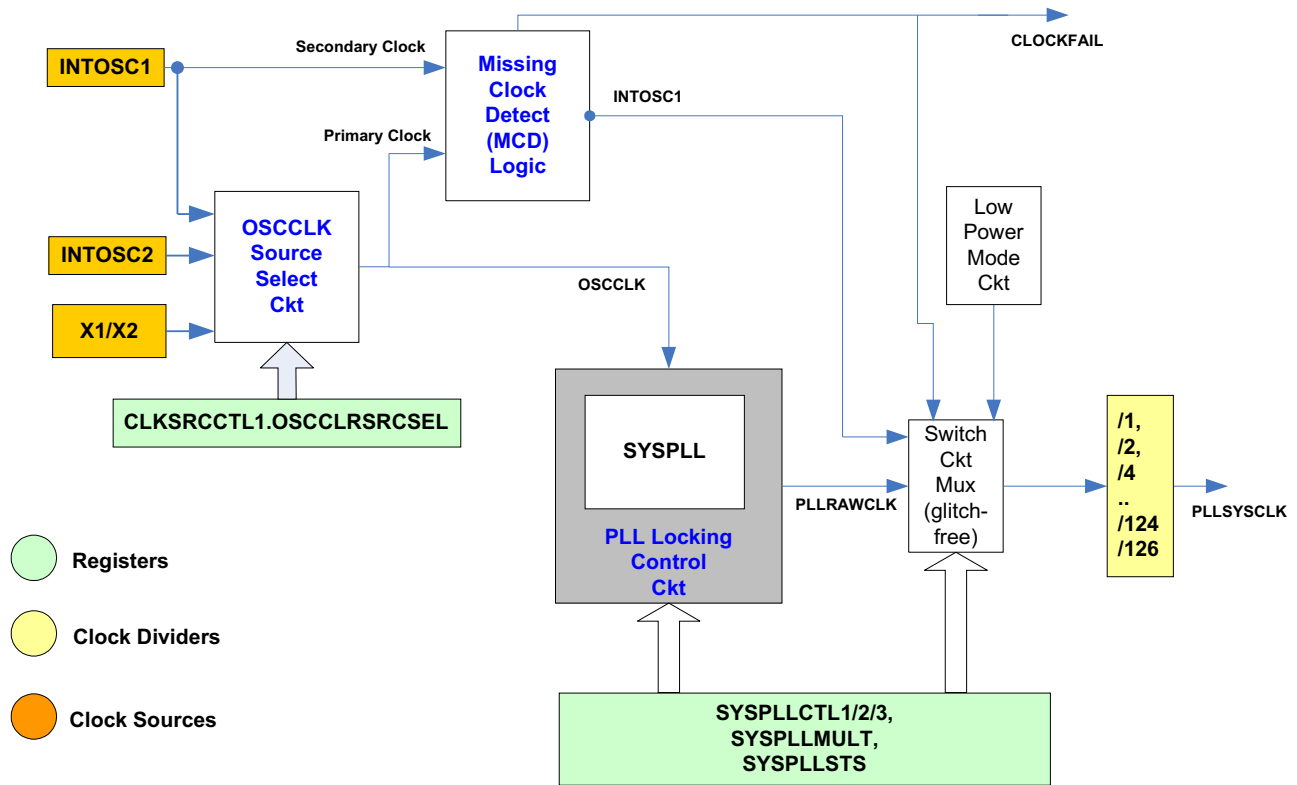 CLOCKFAIL
Secondary Clock
INTOSC1
Missing
Clock
Detect
(MCD)
Logic
INTOSC1
Primary Clock
OSCCLK
Source
Select
Ckt
INTOSC2
X1/X2
OSCCLK
Low
Power
Mode
Ckt
CLKSRCCTL1.OSCCLRSRCSEL
SYSPLL
PLL Locking
Control
Ckt
PLLRAWCLK
Switch
Ckt
Mux
(glitch-
free)
/1,
/2,
/4
..
/124
/126
PLLSYSCLK
Registers
Clock Dividers
Clock Sources
SYSPLLCTL1/2/3,
SYSPLLMULT,
SYSPLLSTS